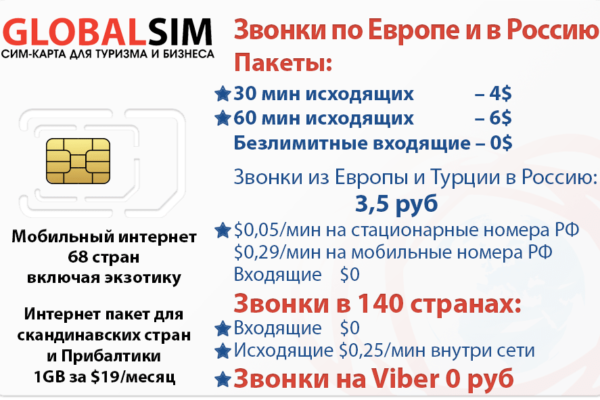 GLOBALSIM
СИМ-КАРТА ДЛЯ ТУРИЗМА И БИЗНЕСА
Мобильный интернет
68 стран
включая экзотику
Интернет пакет для
скандинавских стран
и Прибалтики
1GB за $19/месяц
Звонки по Европе и в Россию
Пакеты:
30 мин исходящих – 4$
60 мин исходящих – 6$
Безлимитные входящие – 0$
Звонки из Европы и Турции в Россию:
3,5 руб
$0,05/мин на стационарные номера РФ
$0,29/мин на мобильные номера РФ
Входящие $0
Звонки в 140 странах:
Входящие $0
Исходящие $0,25/мин внутри сети
Звонки на Viber 0 руб